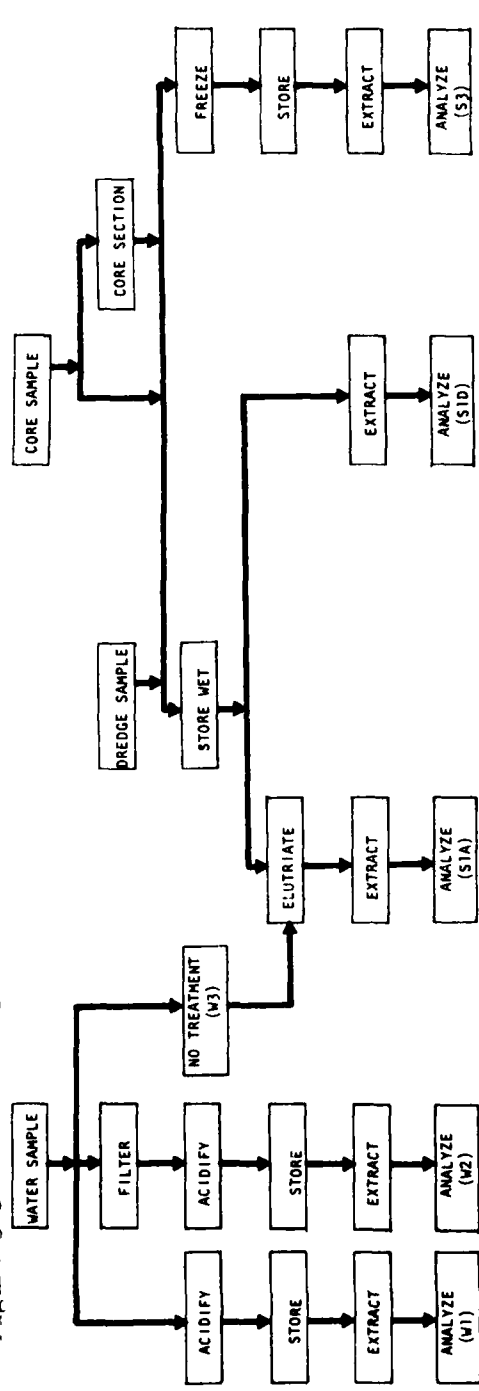 WATER SAMPLE
FILTER
ACIDIFY
STORE
EXTRACT
ANALYZE
(W1)
ACIDIFY
STORE
EXTRACT
ANALYZE
(W2)
NO TREATMENT
(W3)
ELUTRIATE
EXTRACT
ANALYZE
(S1A)
DREDGE SAMPLE
STORE WET
EXTRACT
ANALYZE
(S1D)
CORE SAMPLE
CORE SECTION
FREEZE
STORE
EXTRACT
ANALYZE
(S3)